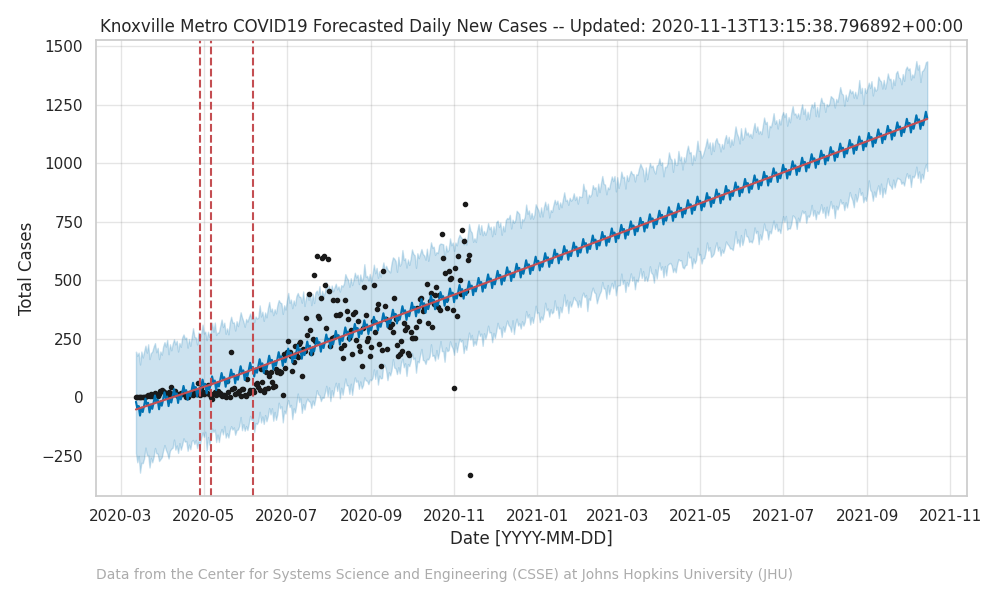 Knoxville Metro COVID19 Forecasted Daily New Cases -- Updated: 2020-11-13T13:15:38.796892+00:00
1500
1250
1000
750
500
250
0
−250
Total Cases
2020-03 2020-05 2020-07 2020-09 2020-11 2021-01 2021-03 2021-05 2021-07 2021-09 2021-11
Date [YYYY-MM-DD]
Data from the Center for Systems Science and Engineering (CSSE) at Johns Hopkins University (JHU)